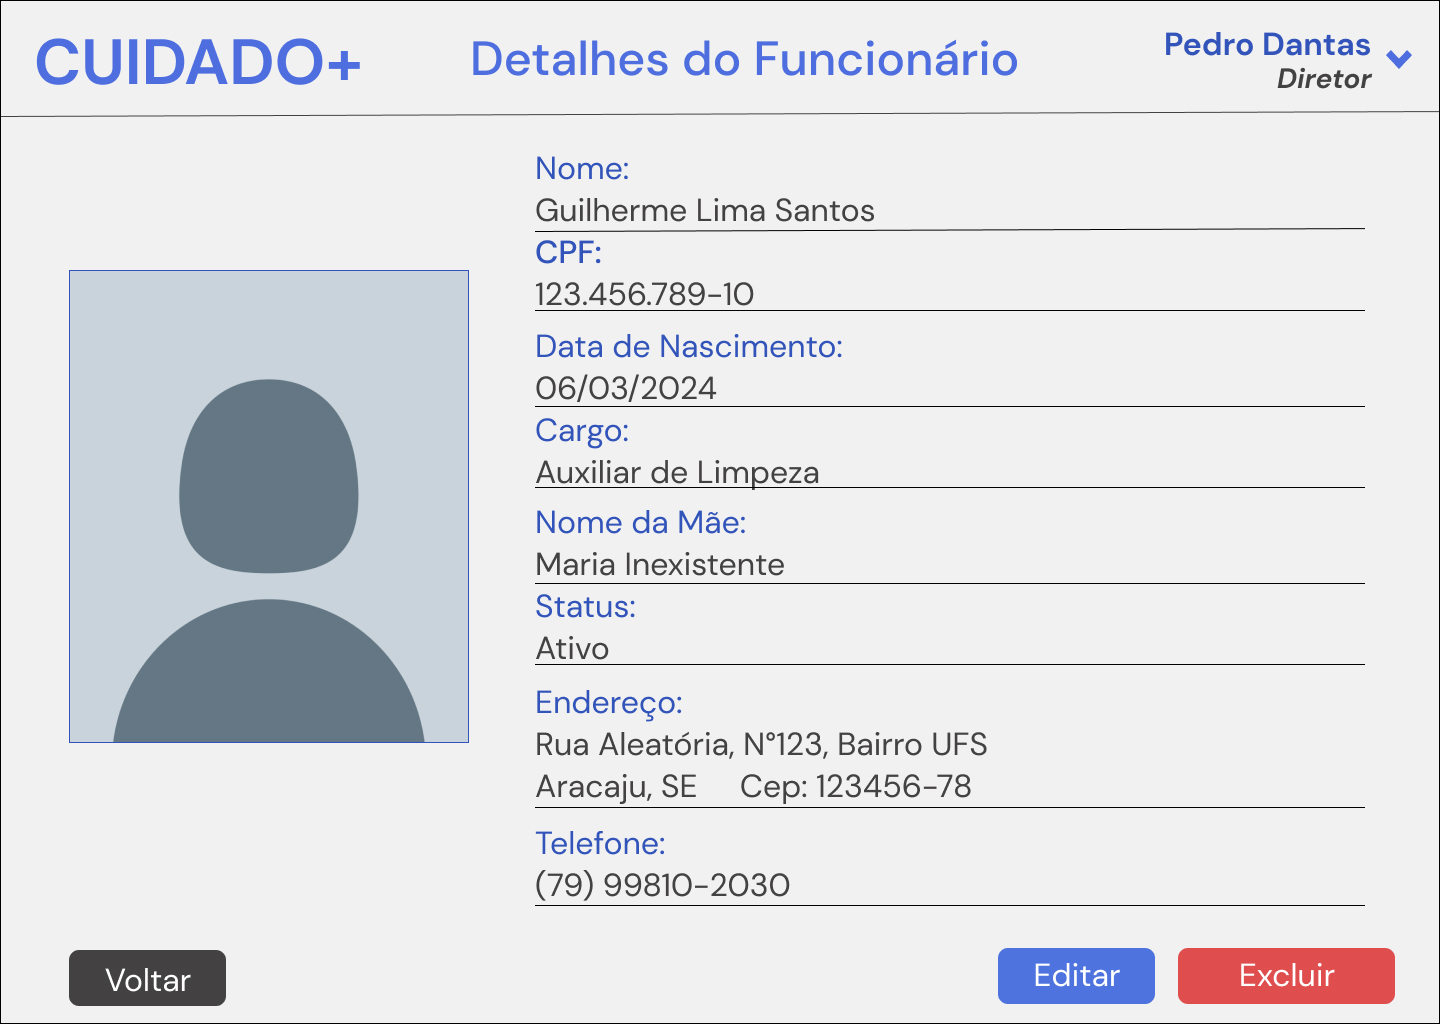 CUIDADO+
Detalhes do Funcionário
Pedro Dantas
Diretor
Nome:
Guilherme Lima Santos
CPF:
123.456.789-10
Data de Nascimento:
06/03/2024
Cargo:
Auxiliar de Limpeza
Nome da Mãe:
Maria Inexistente
Status:
Ativo
Endereço:
Rua Aleatória, N°123, Bairro UFS
Aracaju, SE Cep: 123456-78
Telefone:
(79) 99810-2030
Voltar
Editar
Excluir